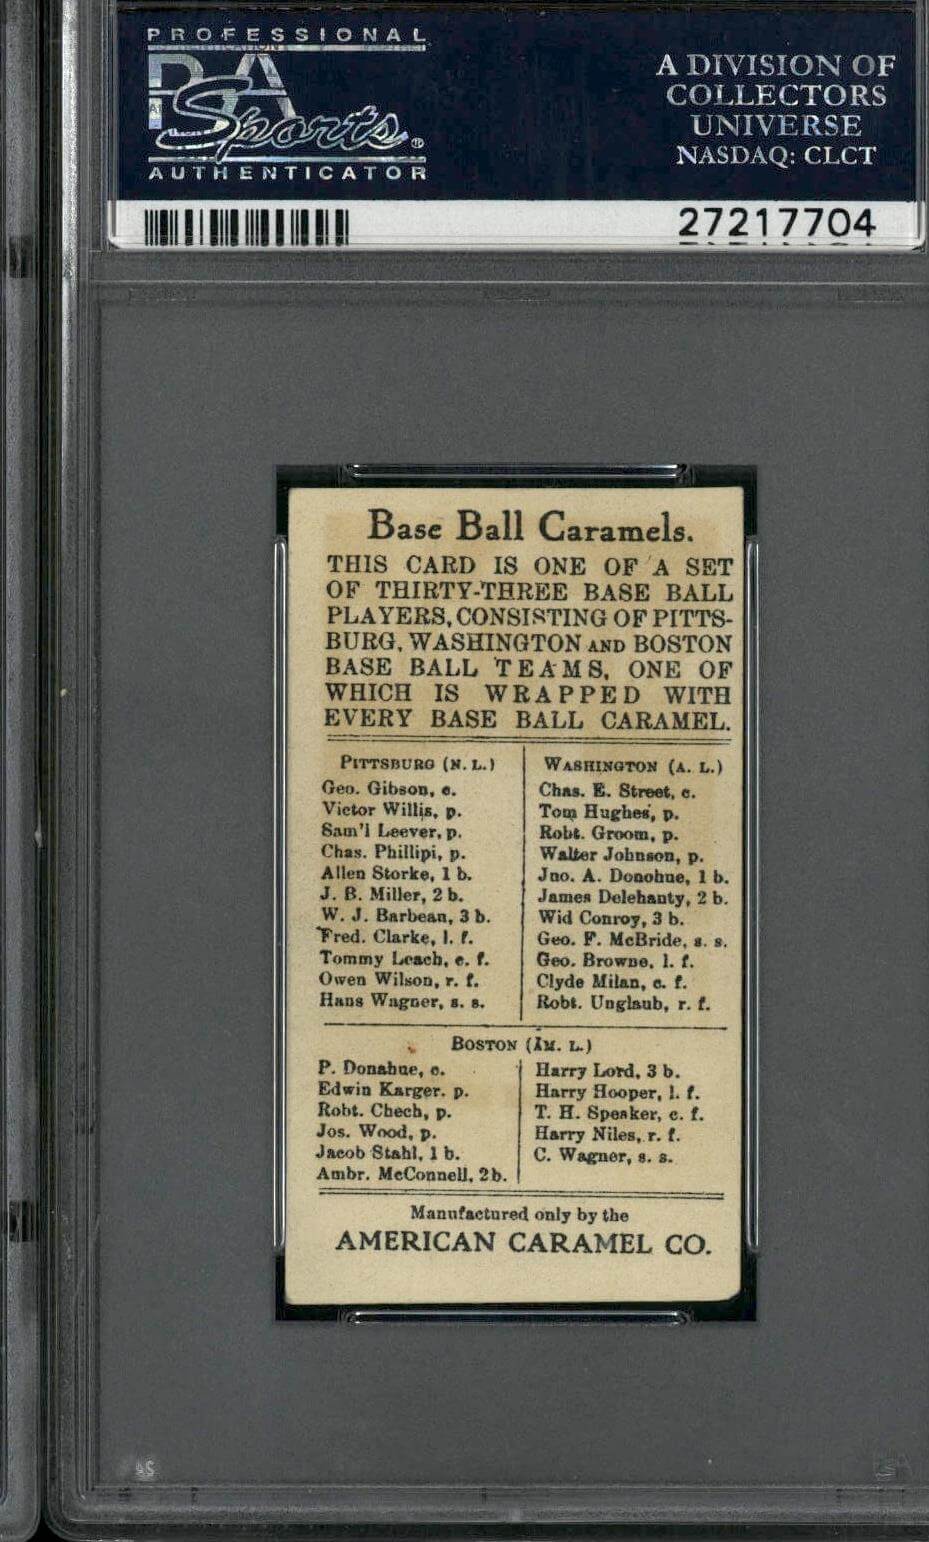 PROFESSIONAL
PSA
Sports®
AUTHENTICATOR
A DIVISION OF
COLLECTORS
UNIVERSE
NASDAQ: CLCT
27217704
Base Ball Caramels.
THIS CARD IS ONE OF A SET
OF THIRTY-THREE BASE BALL
PLAYERS, CONSISTING OF PITTS-
BURG, WASHINGTON AND BOSTON
BASE BALL TEAMS, ONE OF
WHICH IS WRAPPED WITH
EVERY BASE BALL CARAMEL.
PITTSBURG (N. L.)
Geo. Gibson, c.
Victor Willis, p.
Sam'l Leever, p.
Chas. Phillipi, p.
Allen Storke, 1 b.
J. B. Miller, 2 b.
W. J. Barbean, 3 b.
Fred. Clarke, l. f.
Tommy Leach, c. f.
Owen Wilson, r. f.
Hans Wagner, s. s.
WASHINGTON (A. L.)
Chas. E. Street, c.
Tom Hughes, p.
Robt. Groom, p.
Walter Johnson, p.
Jno. A. Donohue, 1 b.
James Delehanty, 2 b.
Wid Conroy, 3 b.
Geo. F. McBride, s. s.
Geo. Browne, l. f.
Clyde Milan, c. f.
Robt. Unglaub, r. f.
BOSTON (AM. L.)
P. Donahue, c.
Edwin Karger. p.
Robt. Chech, p.
Jos. Wood, p.
Jacob Stahl, 1 b.
Ambr. McConnell, 2 b.
Harry Lord, 3 b.
Harry Hooper, l. f.
T. H. Speaker, c. f.
Harry Niles, r. f.
C. Wagner, s. s.
Manufactured only by the
AMERICAN CARAMEL CO.